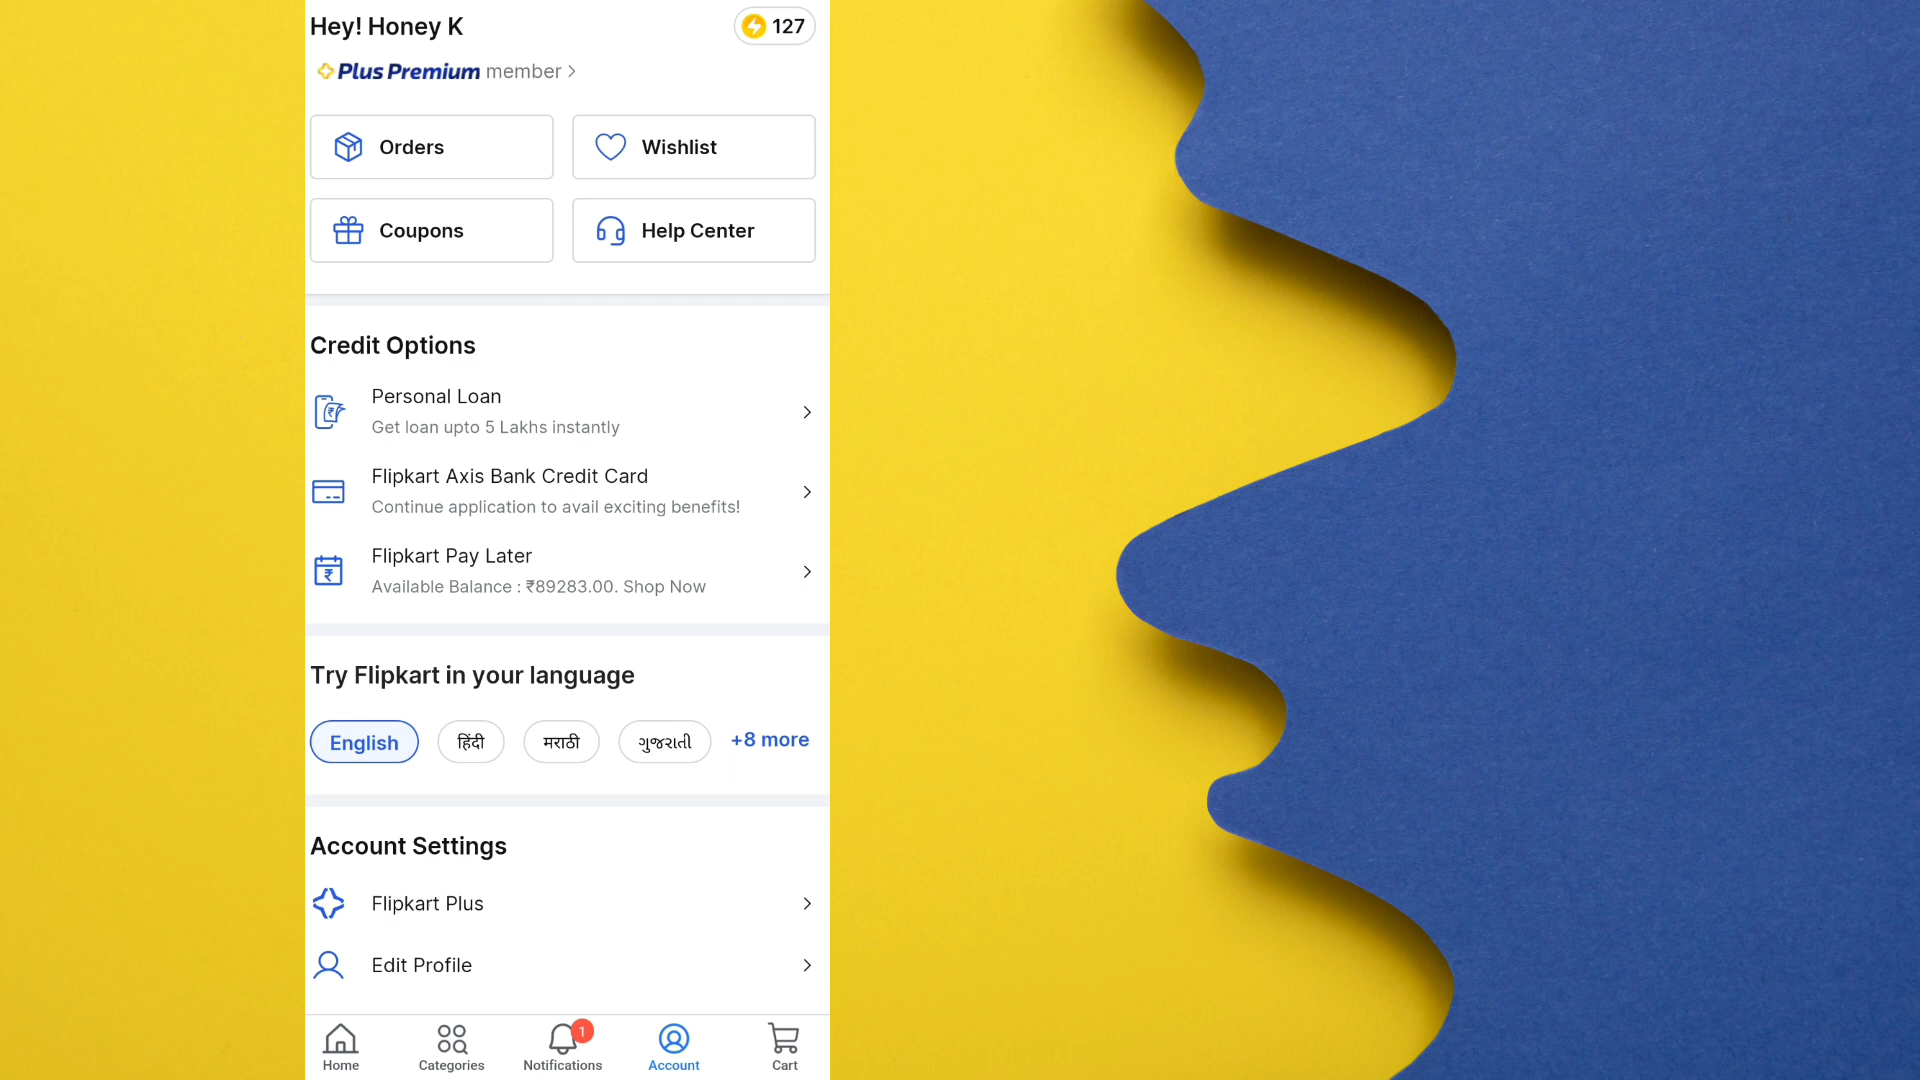 Hey! Honey K
127
Plus Premium member
Orders
Wishlist
Coupons
Help Center
Credit Options
Personal Loan
Get loan upto 5 Lakhs instantly
Flipkart Axis Bank Credit Card
Continue application to avail exciting benefits!
Flipkart Pay Later
Available Balance : ₹89283.00. Shop Now
Try Flipkart in your language
English
हिंदी
मराठी
ગુજરાતી
+8 more
Account Settings
Flipkart Plus
Edit Profile
1
Home
Categories
Notifications
Account
Cart